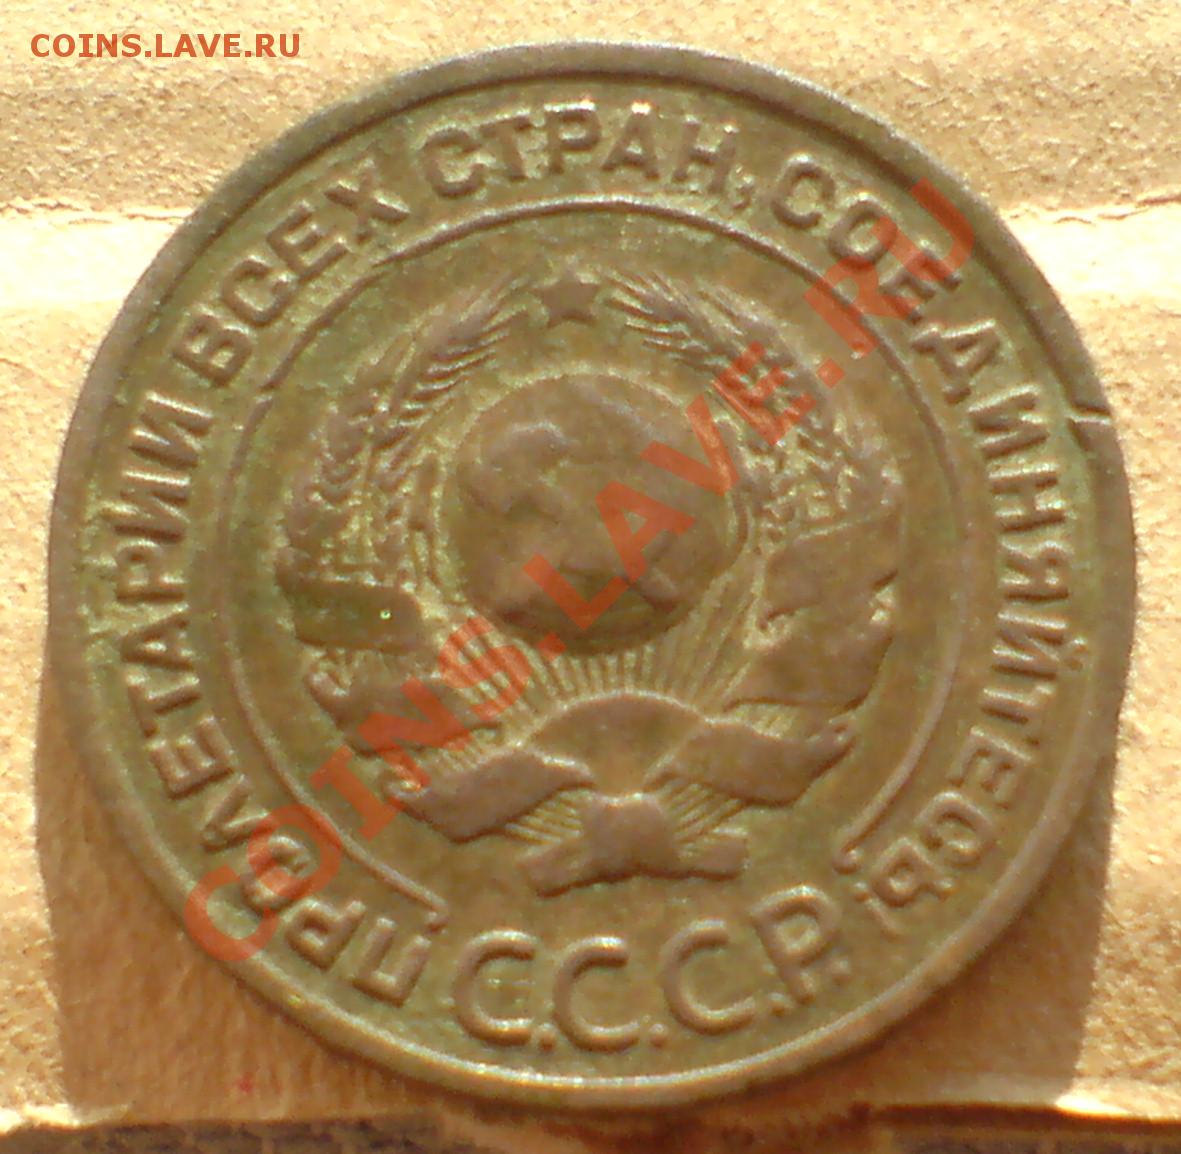 COINS.LAVE.RU
ПРОЛЕТАРИИ ВСЕХ СТРАН, СОЕДИНЯЙТЕСЬ!
С.С.С.Р.
COINS.LAVE.RU